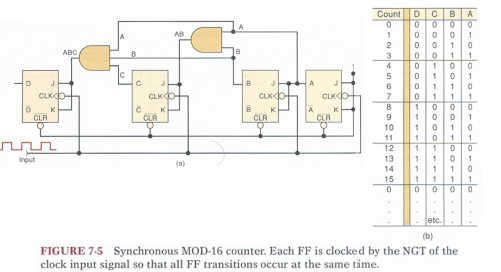 A
A
AB
B
ABC
B
C
D J
CLK
D̅ K
CLR
C J
CLK
C̅ K
CLR
B J
CLK
B̅ K
CLR
A J
CLK
A̅ K
CLR
1
Input
(a)
Count D C B A
0 0 0 0 0
1 0 0 0 1
2 0 0 1 0
3 0 0 1 1
4 0 1 0 0
5 0 1 0 1
6 0 1 1 0
7 0 1 1 1
8 1 0 0 0
9 1 0 0 1
10 1 0 1 0
11 1 0 1 1
12 1 1 0 0
13 1 1 0 1
14 1 1 1 0
15 1 1 1 1
0 0 0 0 0
. . . . .
. . . . .
. . etc. . .
(b)
FIGURE 7-5 Synchronous MOD-16 counter. Each FF is clocked by the NGT of the
clock input signal so that all FF transitions occur at the same time.